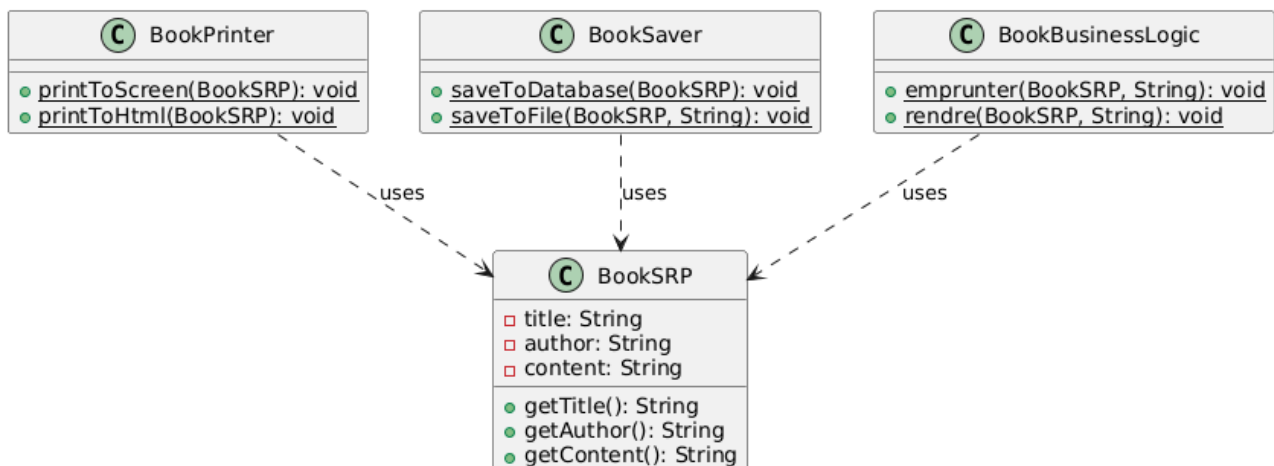 C BookPrinter
printToScreen(BookSRP): void
printToHtml(BookSRP): void
C BookSaver
saveToDatabase(BookSRP): void
saveToFile(BookSRP, String): void
C BookBusinessLogic
emprunter(BookSRP, String): void
rendre(BookSRP, String): void
uses
uses
uses
C BookSRP
title: String
author: String
content: String
getTitle(): String
getAuthor(): String
getContent(): String